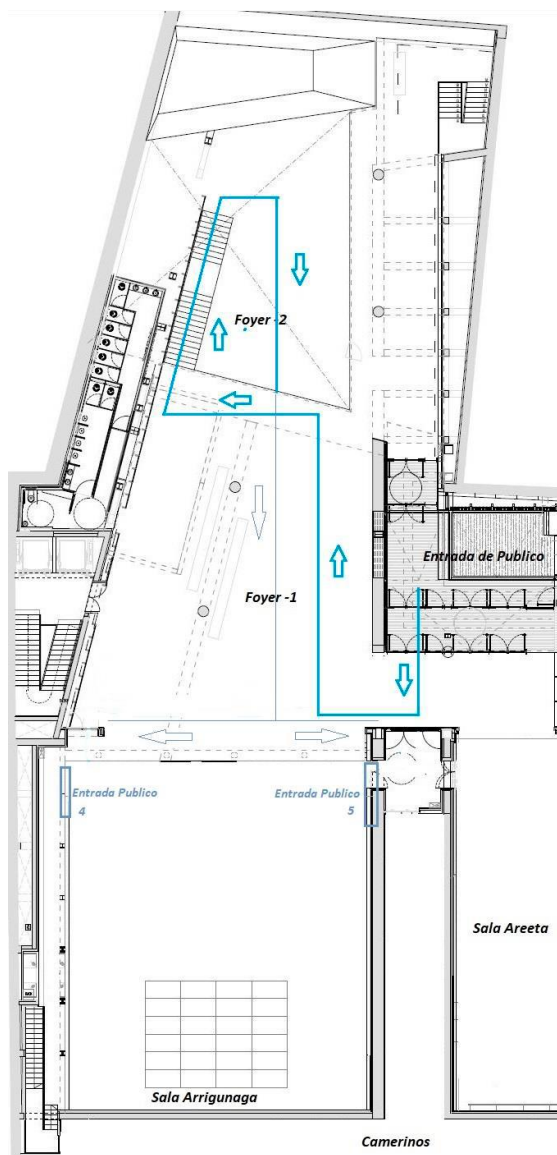 Foyer -2
Entrada de Publico
Foyer -1
Entrada Publico
4
Entrada Publico
5
Sala Areeta
Sala Arrigunaga
Camerinos